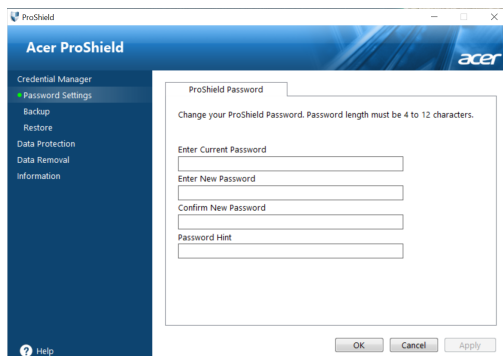 ProShield
Acer ProShield
acer
Credential Manager
Password Settings
Backup
Restore
Data Protection
Data Removal
Information
Help
ProShield Password
Change your ProShield Password. Password length must be 4 to 12 characters.
Enter Current Password
Enter New Password
Confirm New Password
Password Hint
OK Cancel Apply